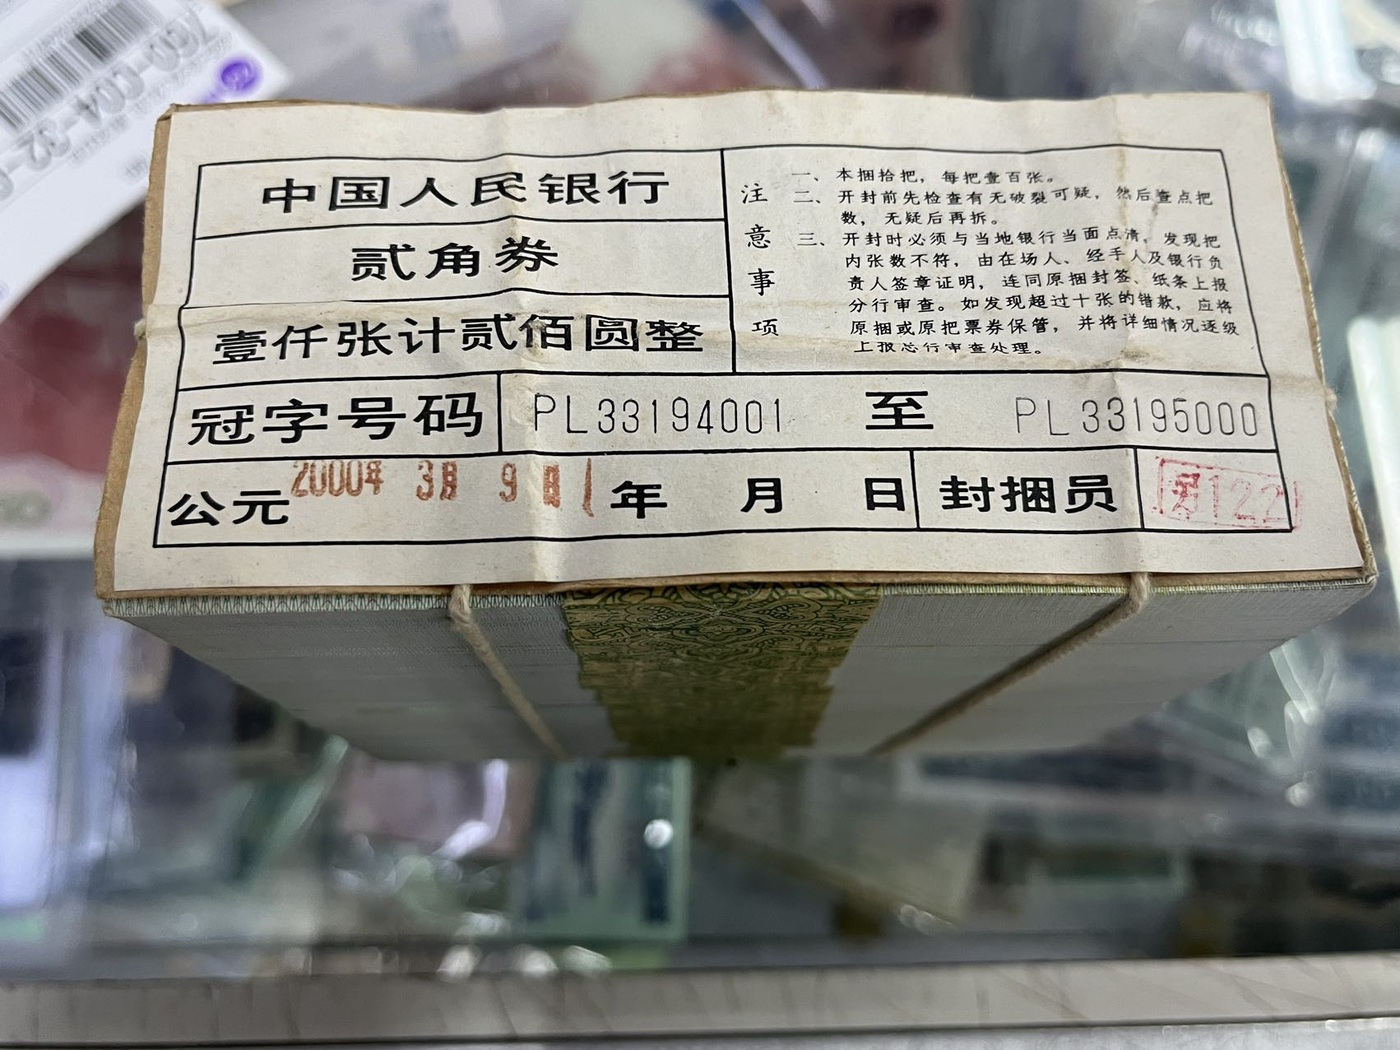 中国人民银行
贰角券
壹仟张计贰佰圆整
注意事项
一、本捆拾把，每把壹百张。
二、开封前先检查有无破裂可疑，然后查点把
数，无疑后再拆。
三、开封时必须与当地银行当面点清，发现把
内张数不符，由在场人、经手人及银行负
责人签章证明，连同原捆封签、纸条上报
分行审查。如发现超过十张的错款，应将
原捆或原把票券保管，并将详细情况逐级
上报总行审查处理。
冠字号码 PL33194001 至 PL33195000
公元 2000年 3月 9日 年 月 日 封捆员 122